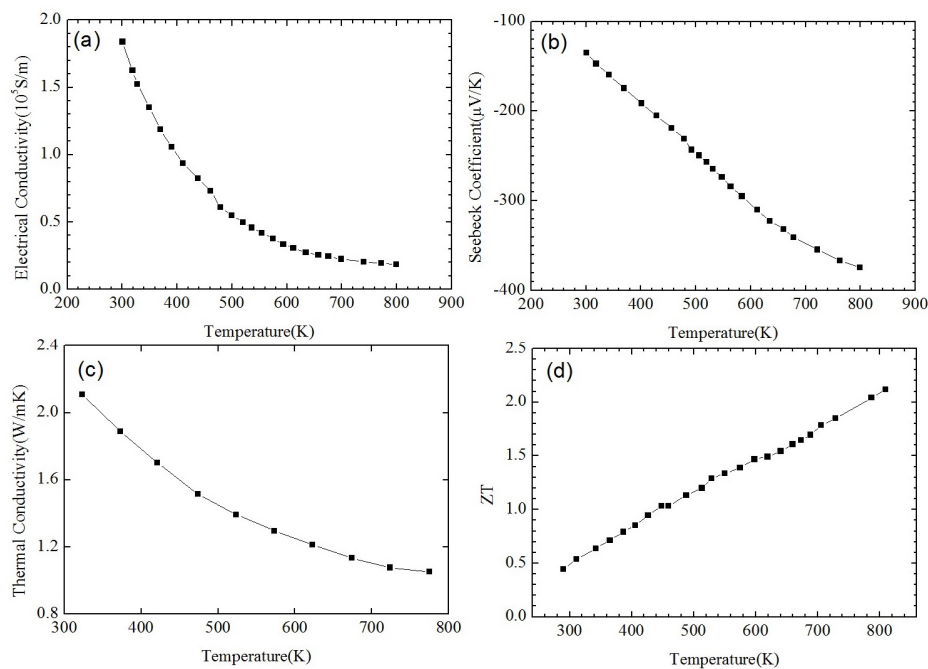 (a)
2.0
1.5
1.0
0.5
0.0
200 300 400 500 600 700 800 900
Electrical Conductivity(10⁵S/m)
Temperature(K)
(b)
-100
-200
-300
-400
200 300 400 500 600 700 800 900
Seebeck Coefficient(μV/K)
Temperature(K)
(c)
2.4
2.0
1.6
1.2
0.8
300 400 500 600 700 800
Thermal Conductivity(W/mK)
Temperature(K)
(d)
2.5
2.0
1.5
1.0
0.5
0.0
300 400 500 600 700 800
ZT
Temperature(K)